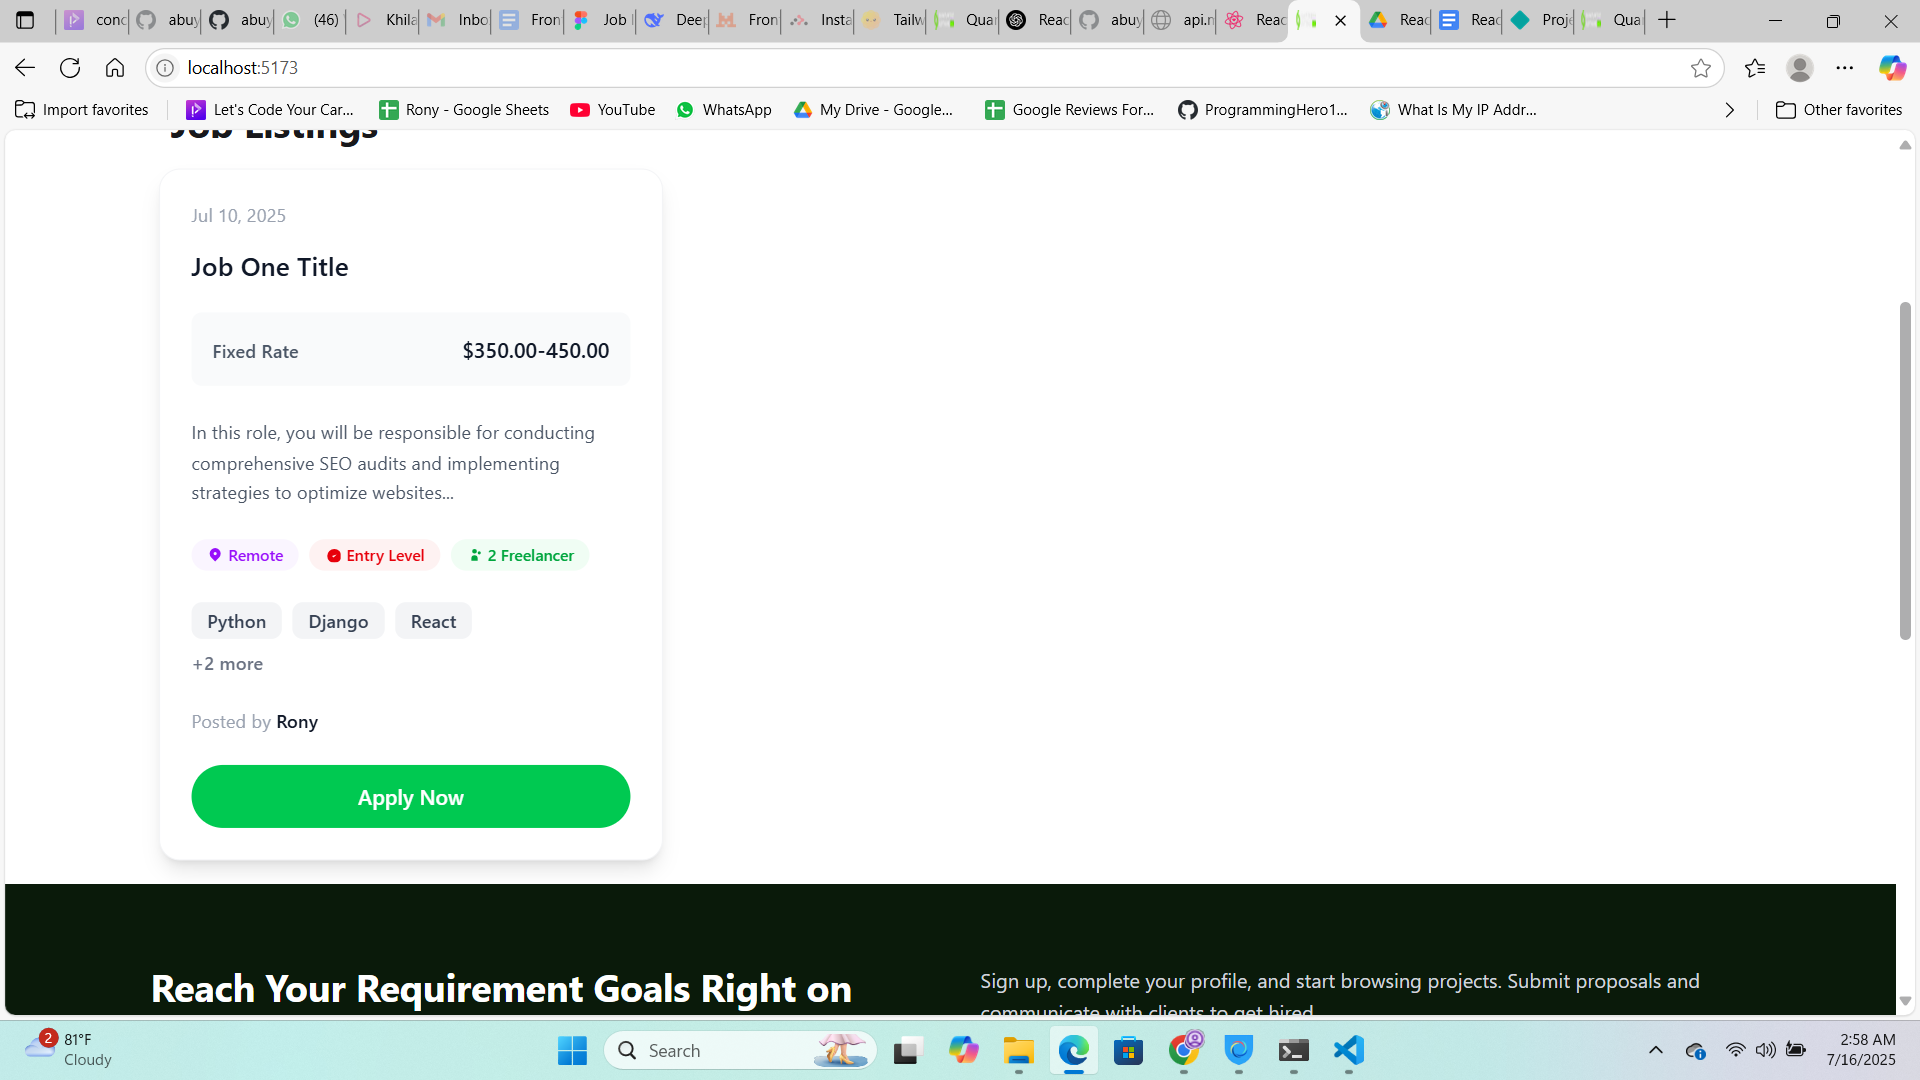 conc
abuy
abuy
(46)
Khila
Inbo
Fron
Job
Deep
Fron
Insta
Tailw
Quar
Reac
abuy
api.n
Reac
Reac
Reac
Proje
Quar
localhost:5173
Import favorites
Let's Code Your Car...
Rony - Google Sheets
YouTube
WhatsApp
My Drive - Google...
Google Reviews For...
ProgrammingHero1...
What Is My IP Addr...
Other favorites
Job Listings
Jul 10, 2025
Job One Title
Fixed Rate $350.00-450.00
In this role, you will be responsible for conducting
comprehensive SEO audits and implementing
strategies to optimize websites...
Remote Entry Level 2 Freelancer
Python Django React
+2 more
Posted by Rony
Apply Now
Reach Your Requirement Goals Right on
Sign up, complete your profile, and start browsing projects. Submit proposals and
communicate with clients to get hired
2
81°F
Cloudy
Search
2:58 AM
7/16/2025